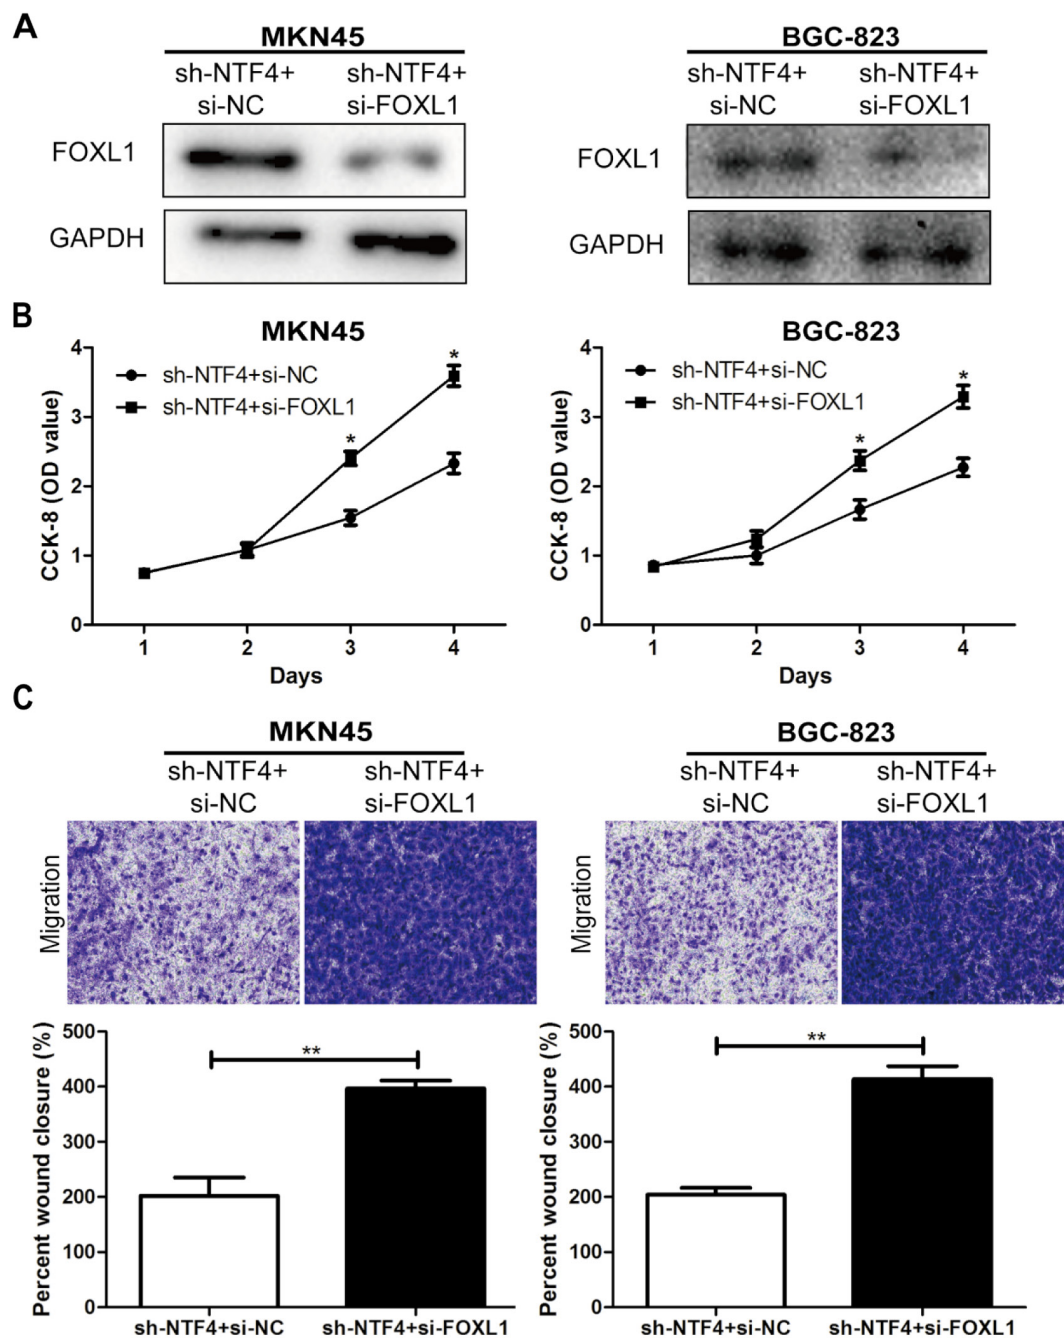 A
MKN45
BGC-823
sh-NTF4+ sh-NTF4+
si-NC si-FOXL1
sh-NTF4+ sh-NTF4+
si-NC si-FOXL1
FOXL1
FOXL1
GAPDH
GAPDH
B
MKN45
4
3
2
1
0
CCK-8 (OD value)
sh-NTF4+si-NC
sh-NTF4+si-FOXL1
*
*
1 2 3 4
Days
BGC-823
4
3
2
1
0
CCK-8 (OD value)
sh-NTF4+si-NC
sh-NTF4+si-FOXL1
*
*
1 2 3 4
Days
C
MKN45
sh-NTF4+ sh-NTF4+
si-NC si-FOXL1
Migration
BGC-823
sh-NTF4+ sh-NTF4+
si-NC si-FOXL1
Migration
500
400
300
200
100
0
Percent wound closure (%)
**
sh-NTF4+si-NC sh-NTF4+si-FOXL1
500
400
300
200
100
0
Percent wound closure (%)
**
sh-NTF4+si-NC sh-NTF4+si-FOXL1